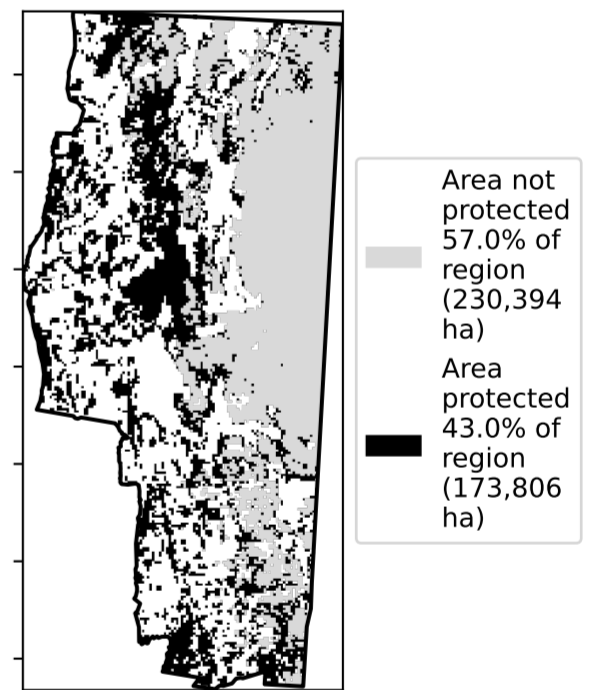 Area not
protected
57.0% of
region
(230,394
ha)
Area
protected
43.0% of
region
(173,806
ha)